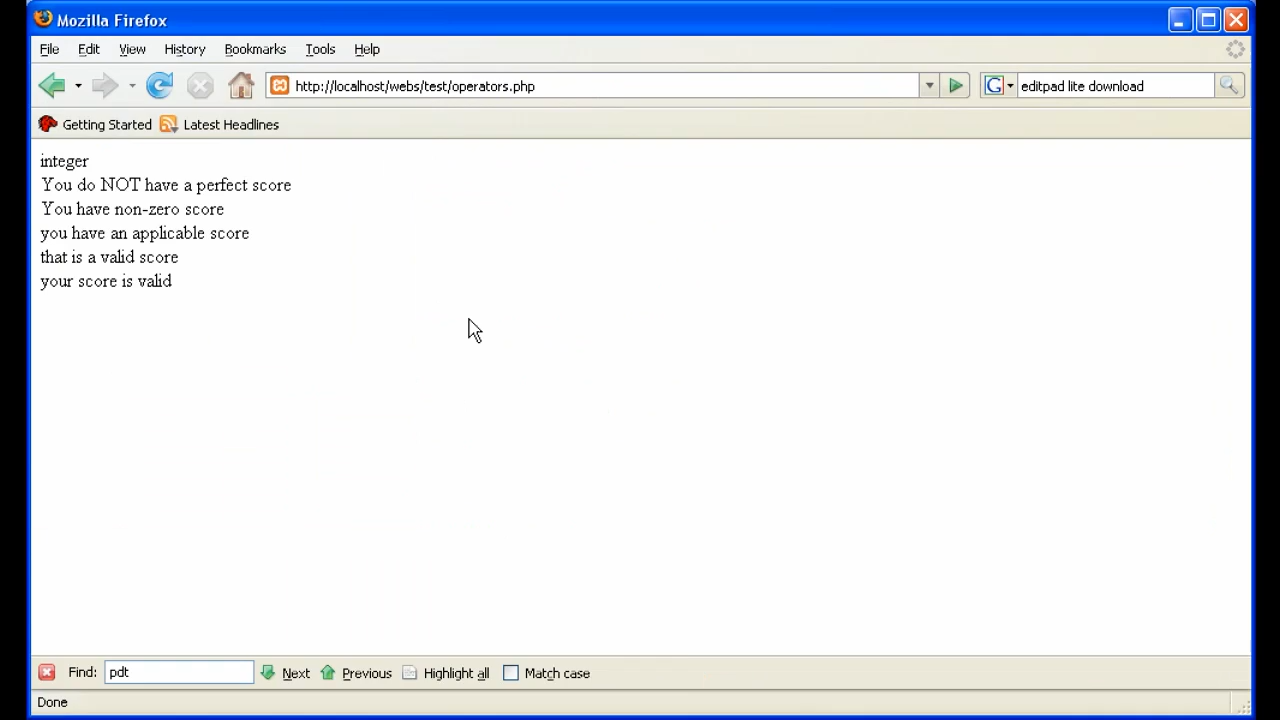 Mozilla Firefox
File Edit View History Bookmarks Tools Help
http://localhost/webs/test/operators.php G editpad lite download
Getting Started Latest Headlines
integer
You do NOT have a perfect score
You have non-zero score
you have an applicable score
that is a valid score
your score is valid
Find: pdt Next Previous Highlight all Match case
Done